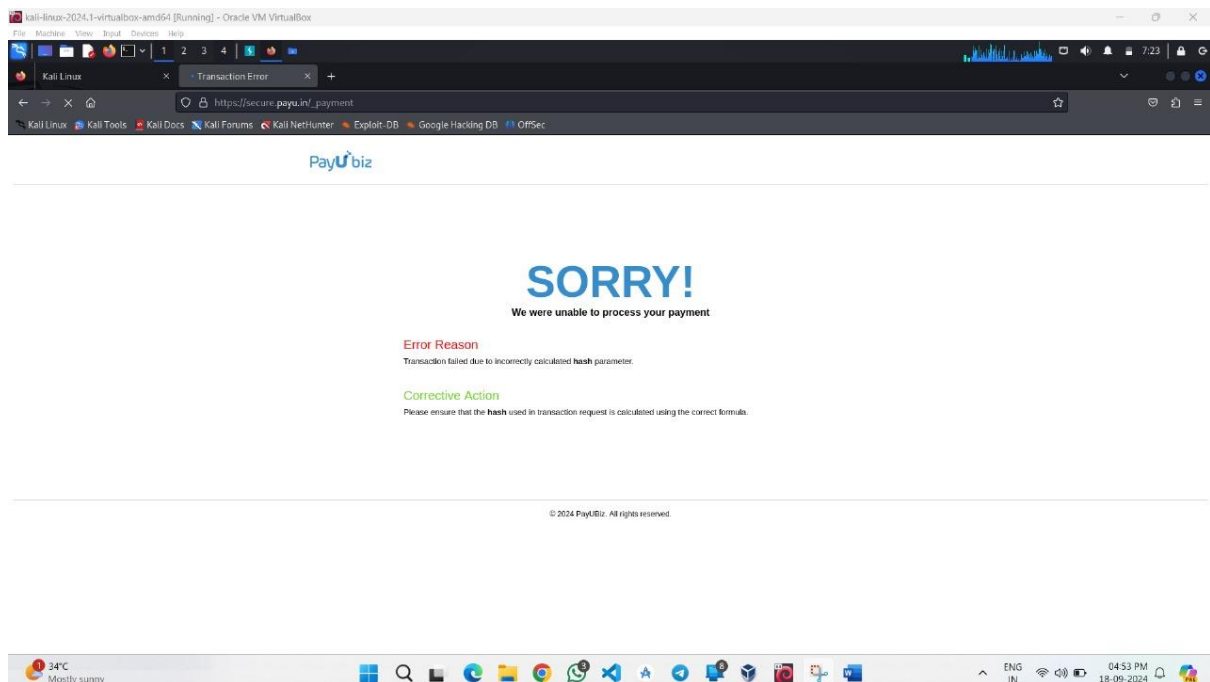 kali-linux-2024.1-virtualbox-amd64 [Running] - Oracle VM VirtualBox
File Machine View Input Devices Help
1 2 3 4 7:23
Kali Linux Transaction Error
https://secure.payu.in/_payment
Kali Linux Kali Tools Kali Docs Kali Forums Kali NetHunter Exploit-DB Google Hacking DB OffSec
PayU biz
SORRY!
We were unable to process your payment
Error Reason
Transaction failed due to incorrectly calculated hash parameter.
Corrective Action
Please ensure that the hash used in transaction request is calculated using the correct formula.
© 2024 PayUBiz. All rights reserved.
1 34°C 3 8 ENG 04:53 PM
Mostly sunny IN 18-09-2024